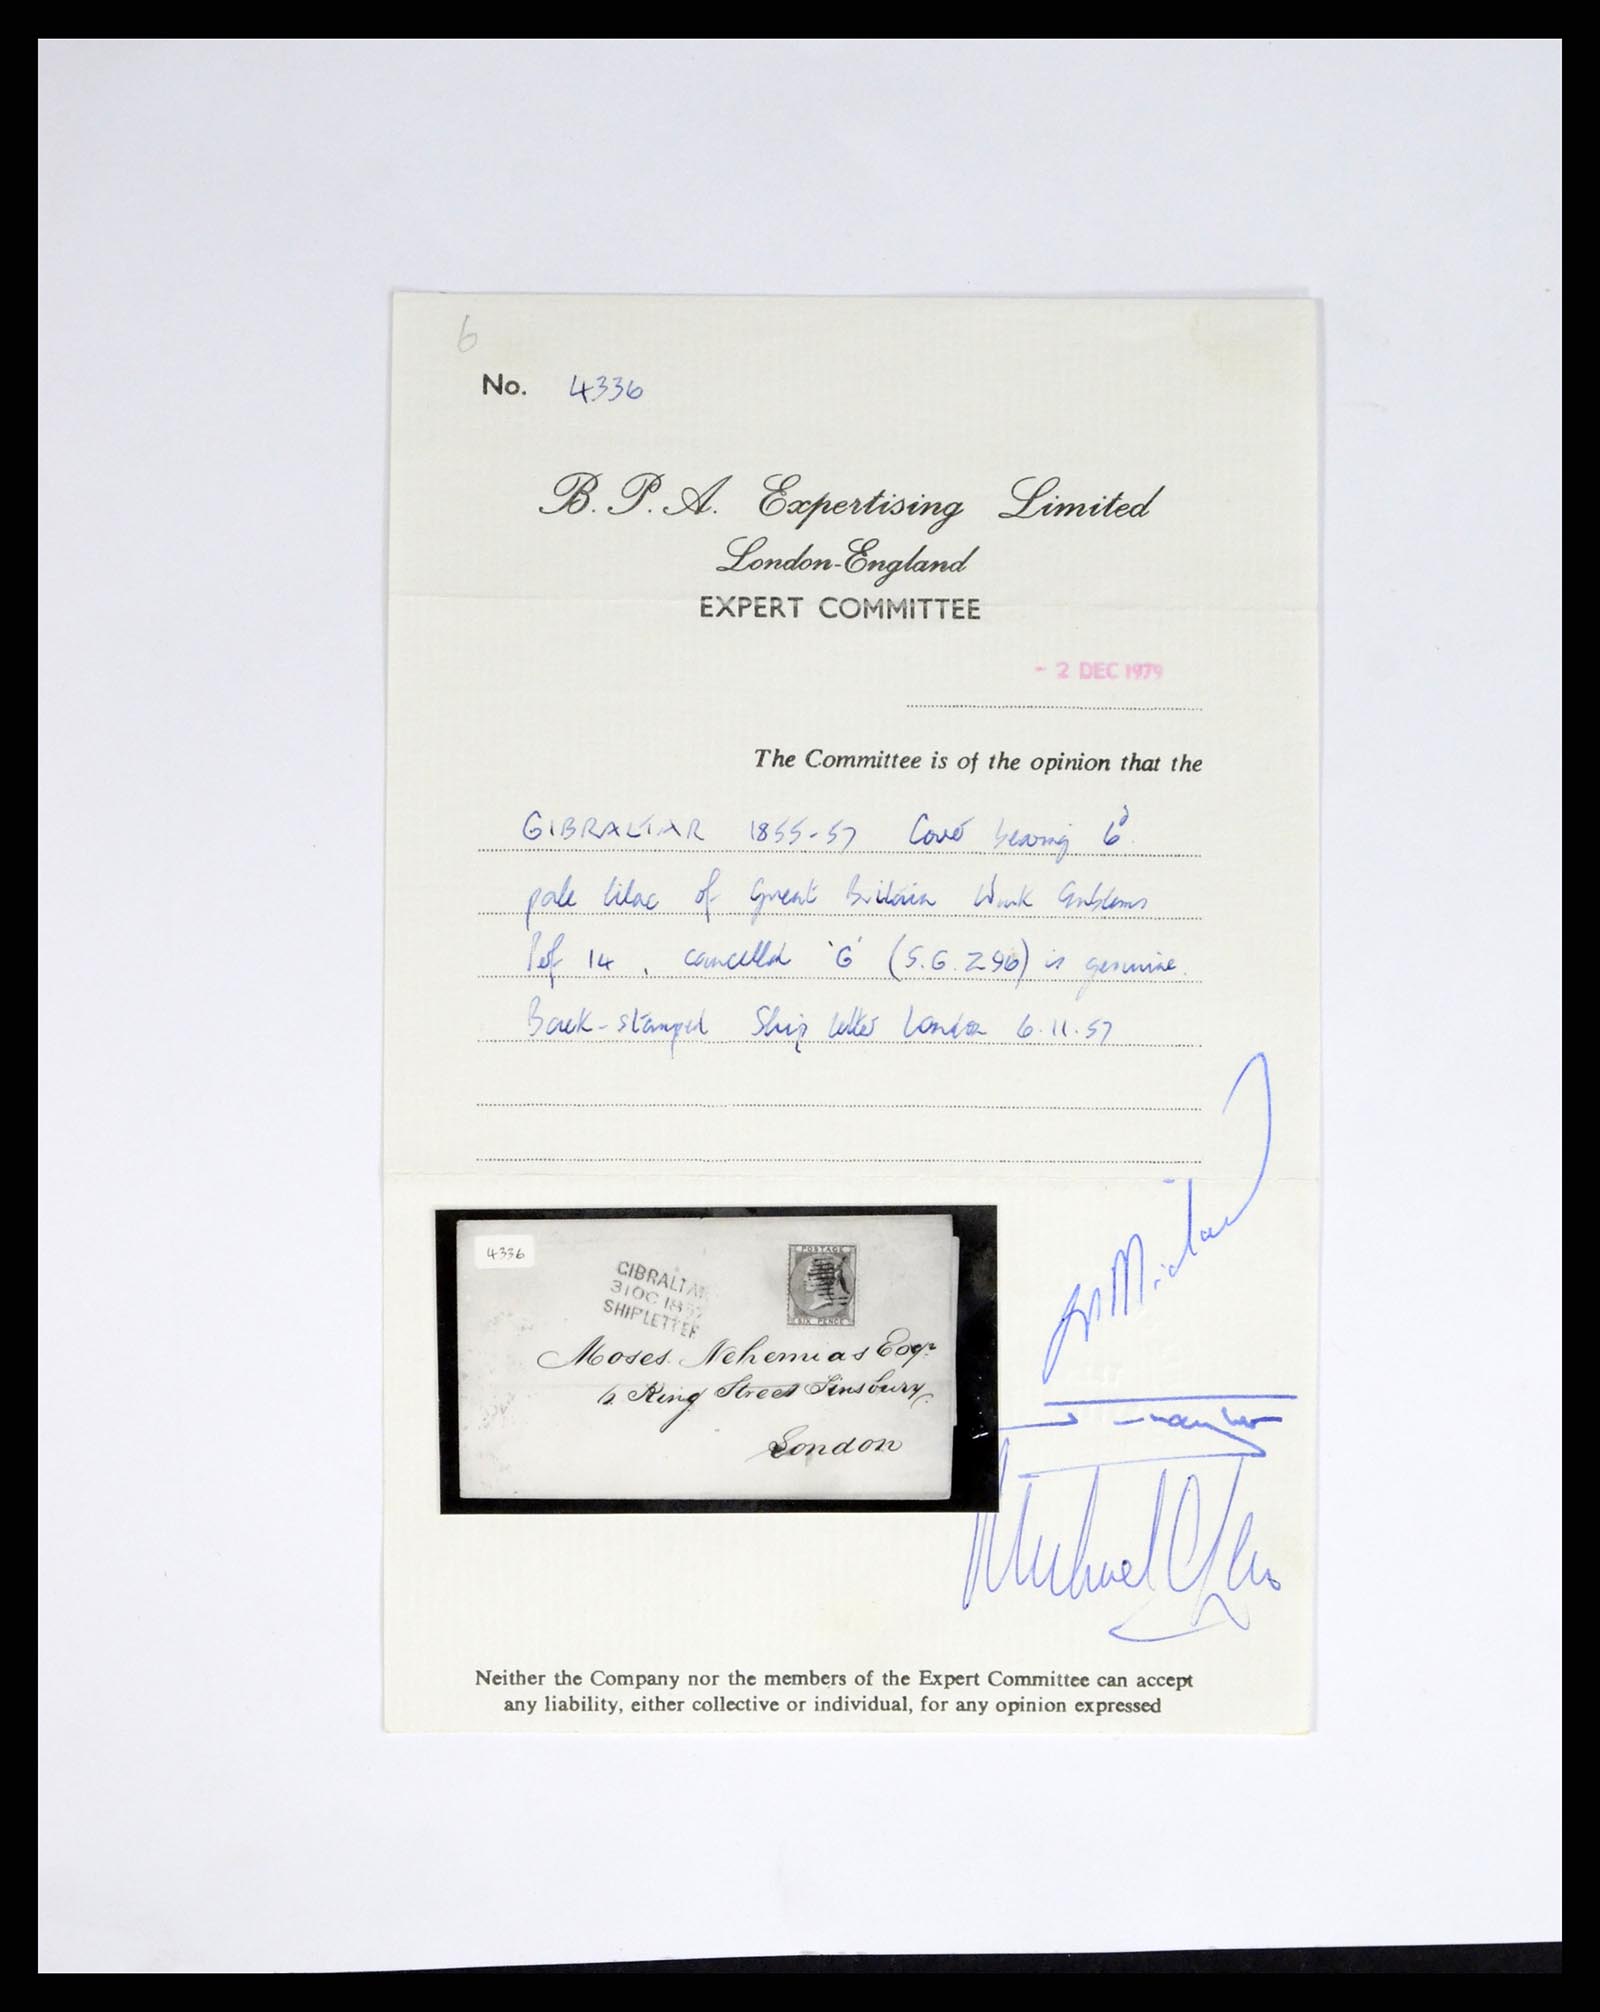 6
No. 4336
B. P. A. Expertising Limited
London-England
EXPERT COMMITTEE
- 2 DEC 1979
The Committee is of the opinion that the
GIBRALTAR 1855-57 Cover bearing 6d
pale lilac of Great Britain Wmk Emblems
Perf 14, cancelled 'G' (S.G. Z96) is genuine.
Back-stamped Ship letter London 6.11.57
4336
POSTAGE
SIX PENCE
GIBRALTAR
31 OC 1857
SHIP LETTER
Moses Nehemias Esqr.
King Street Finsbury
London
Michael
Neither the Company nor the members of the Expert Committee can accept
any liability, either collective or individual, for any opinion expressed